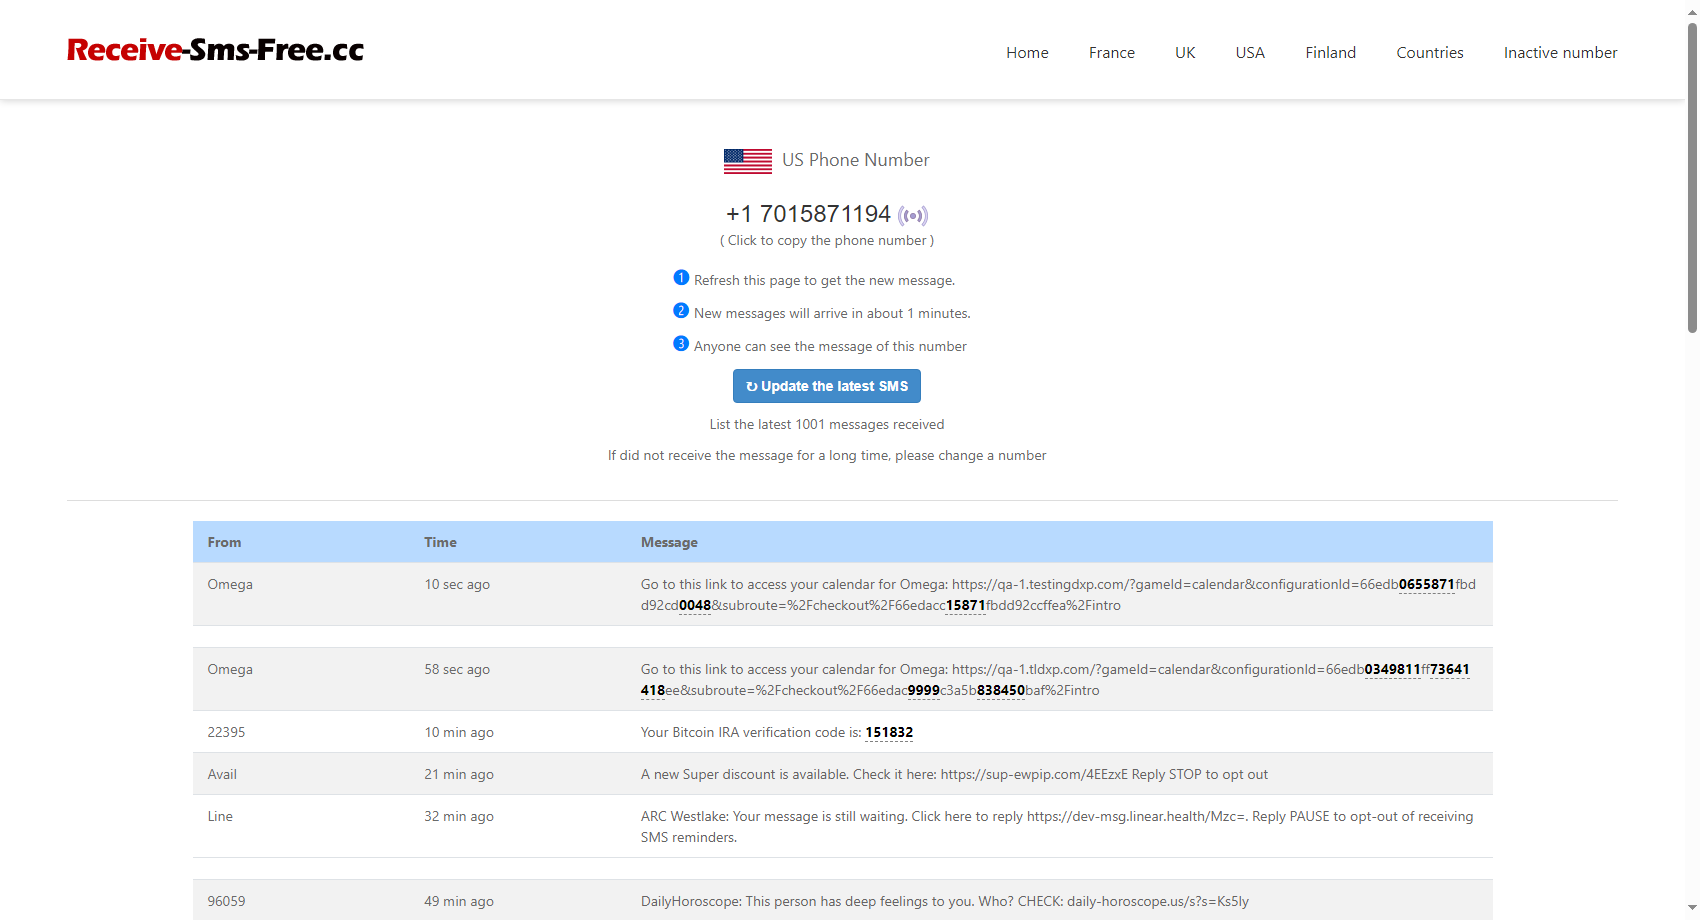 Receive-Sms-Free.cc
Home France UK USA Finland Countries Inactive number
US Phone Number
+1 7015871194
( Click to copy the phone number )
1 Refresh this page to get the new message.
2 New messages will arrive in about 1 minutes.
3 Anyone can see the message of this number
↻ Update the latest SMS
List the latest 1001 messages received
If did not receive the message for a long time, please change a number
From Time Message
Omega 10 sec ago Go to this link to access your calendar for Omega: https://qa-1.testingdxp.com/?gameId=calendar&configurationId=66edb0655871fbd
d92cd0048&subroute=%2Fcheckout%2F66edacc15871fbdd92ccffea%2Fintro
Omega 58 sec ago Go to this link to access your calendar for Omega: https://qa-1.tldxp.com/?gameId=calendar&configurationId=66edb0349811ff73641
418ee&subroute=%2Fcheckout%2F66edac9999c3a5b838450baf%2Fintro
22395 10 min ago Your Bitcoin IRA verification code is: 151832
Avail 21 min ago A new Super discount is available. Check it here: https://sup-ewpip.com/4EEzxE Reply STOP to opt out
Line 32 min ago ARC Westlake: Your message is still waiting. Click here to reply https://dev-msg.linear.health/Mzc=. Reply PAUSE to opt-out of receiving
SMS reminders.
96059 49 min ago DailyHoroscope: This person has deep feelings to you. Who? CHECK: daily-horoscope.us/s?s=Ks5ly